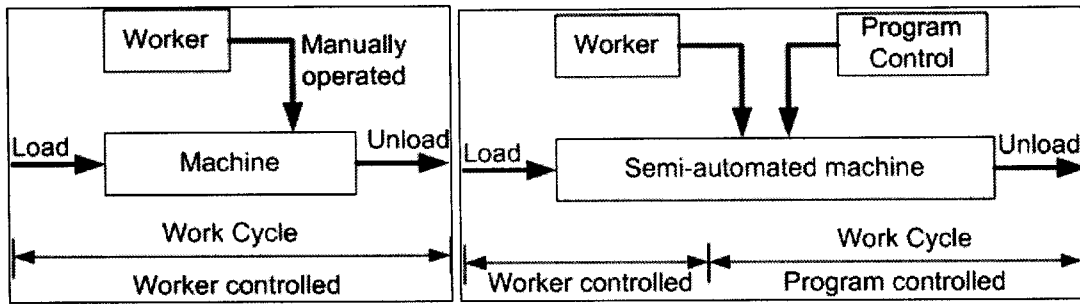 Worker
Manually
operated
Load
Machine
Unload
Work Cycle
Worker controlled
Worker
Program
Control
Load
Semi-automated machine
Unload
Work Cycle
Worker controlled
Program controlled